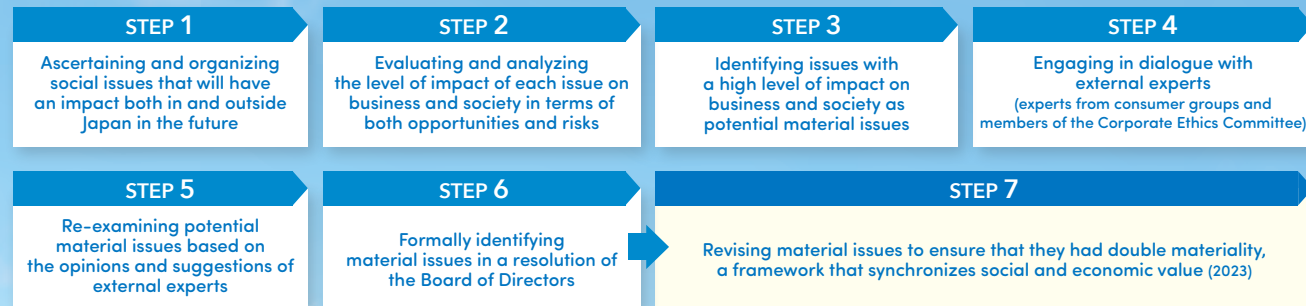 STEP 1
Ascertaining and organizing
social issues that will have
an impact both in and outside
Japan in the future
STEP 2
Evaluating and analyzing
the level of impact of each issue on
business and society in terms of
both opportunities and risks
STEP 3
Identifying issues with
a high level of impact on
business and society as
potential material issues
STEP 4
Engaging in dialogue with
external experts
(experts from consumer groups and
members of the Corporate Ethics Committee)
STEP 5
Re-examining potential
material issues based on
the opinions and suggestions of
external experts
STEP 6
Formally identifying
material issues in a resolution of
the Board of Directors
STEP 7
Revising material issues to ensure that they had double materiality,
a framework that synchronizes social and economic value (2023)